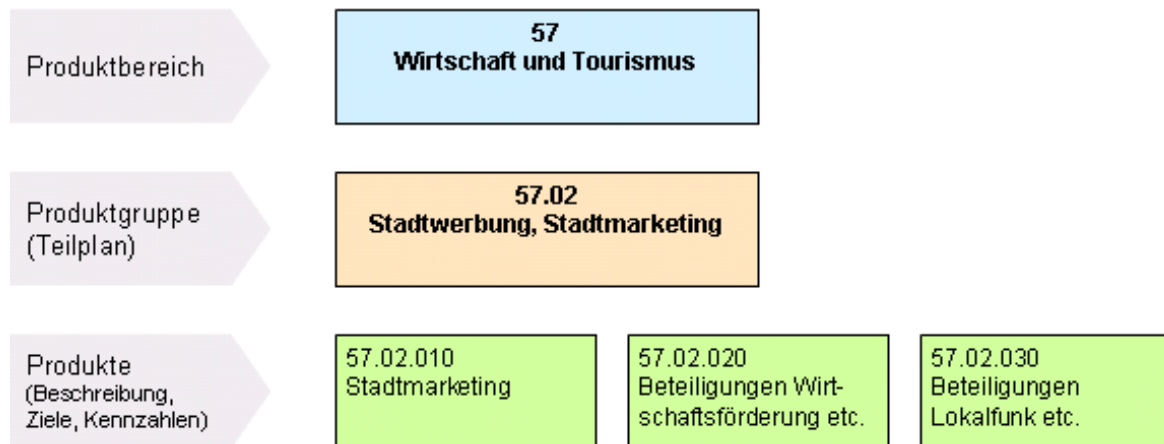 Produktbereich
57
Wirtschaft und Tourismus
Produktgruppe
(Teilplan)
57.02
Stadtwerbung, Stadtmarketing
Produkte
(Beschreibung,
Ziele, Kennzahlen)
57.02.010
Stadtmarketing
57.02.020
Beteiligungen Wirt-
schaftsförderung etc.
57.02.030
Beteiligungen
Lokalfunk etc.